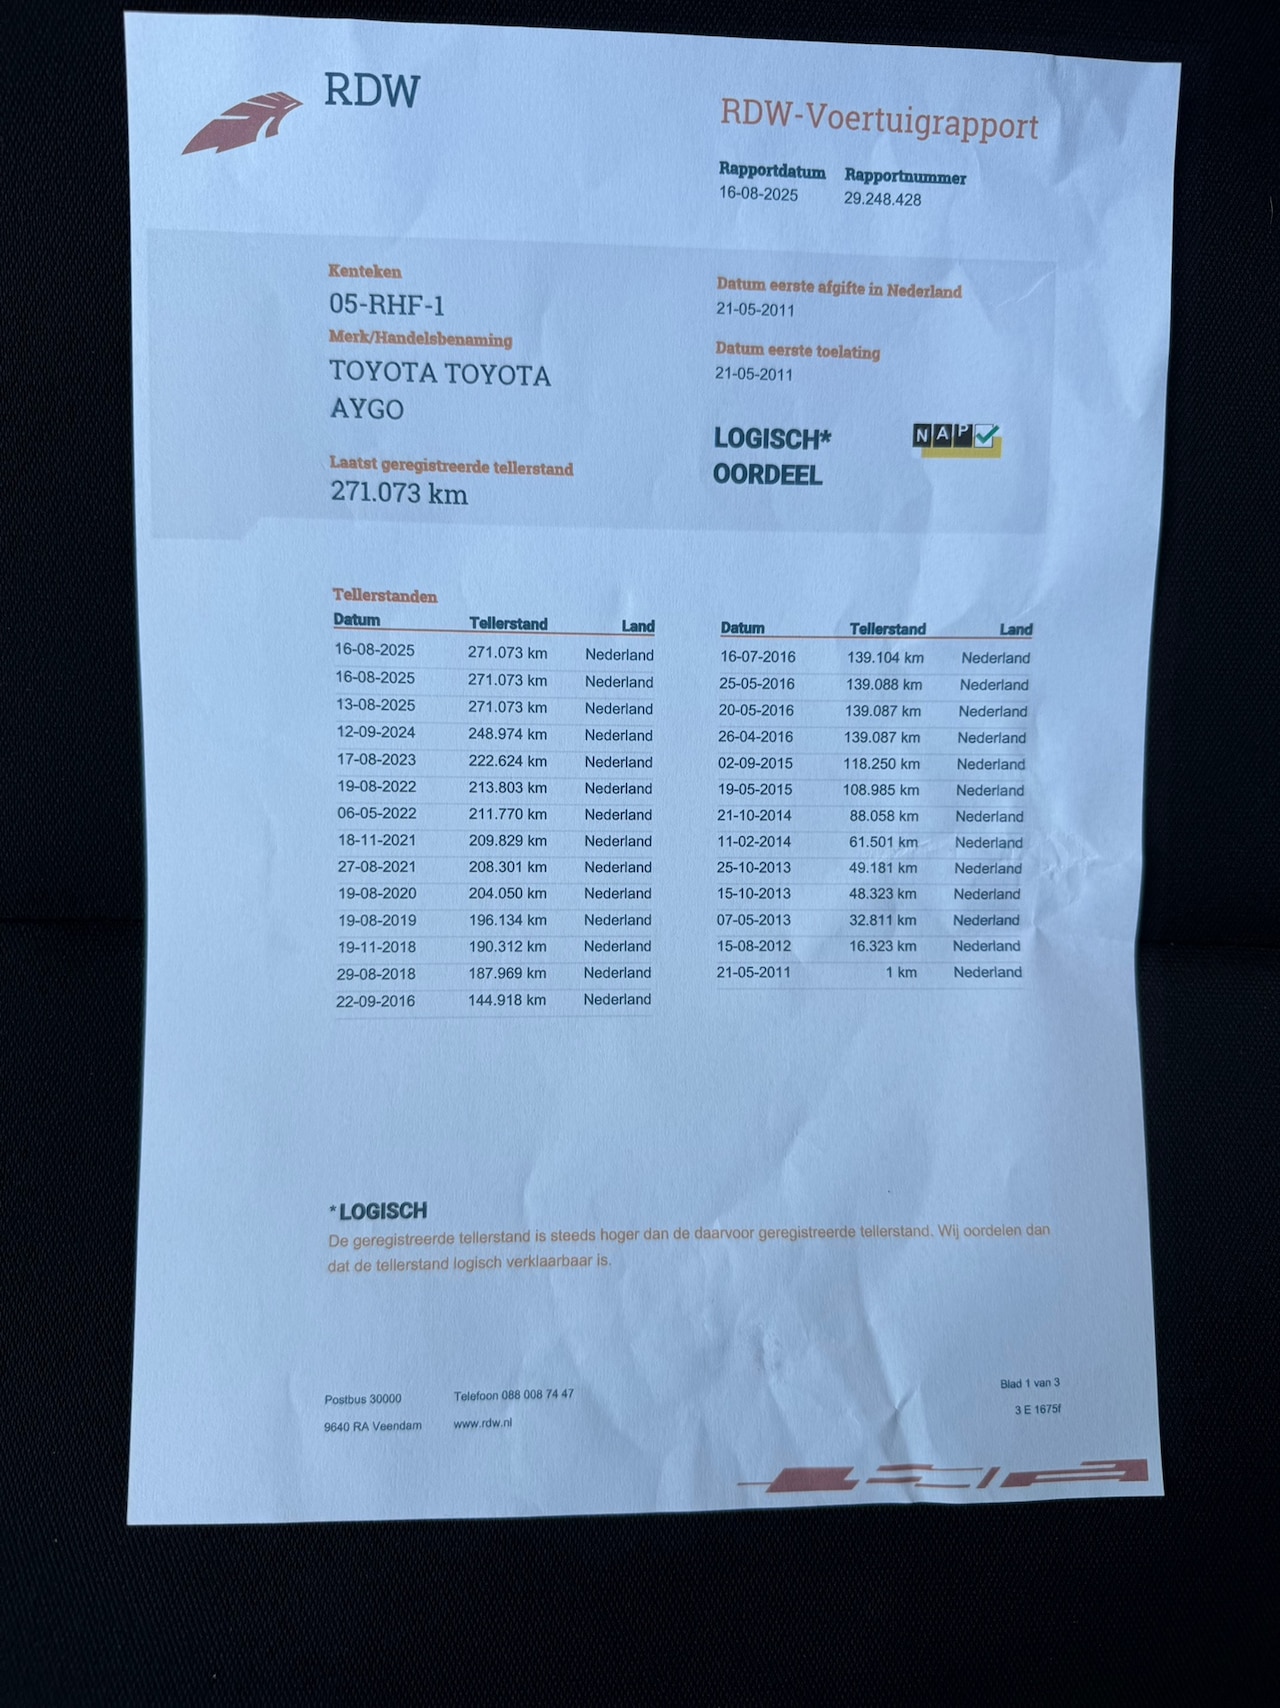 RDW
RDW-Voertuigrapport
Rapportdatum Rapportnummer
16-08-2025 29.248.428
Kenteken
05-RHF-1
Merk/Handelsbenaming
TOYOTA TOYOTA
AYGO
Laatst geregistreerde tellerstand
271.073 km
Datum eerste afgifte in Nederland
21-05-2011
Datum eerste toelating
21-05-2011
LOGISCH*
OORDEEL
NAP
Tellerstanden
Datum Tellerstand Land
16-08-2025 271.073 km Nederland
16-08-2025 271.073 km Nederland
13-08-2025 271.073 km Nederland
12-09-2024 248.974 km Nederland
17-08-2023 222.624 km Nederland
19-08-2022 213.803 km Nederland
06-05-2022 211.770 km Nederland
18-11-2021 209.829 km Nederland
27-08-2021 208.301 km Nederland
19-08-2020 204.050 km Nederland
19-08-2019 196.134 km Nederland
19-11-2018 190.312 km Nederland
29-08-2018 187.969 km Nederland
22-09-2016 144.918 km Nederland
Datum Tellerstand Land
16-07-2016 139.104 km Nederland
25-05-2016 139.088 km Nederland
20-05-2016 139.087 km Nederland
26-04-2016 139.087 km Nederland
02-09-2015 118.250 km Nederland
19-05-2015 108.985 km Nederland
21-10-2014 88.058 km Nederland
11-02-2014 61.501 km Nederland
25-10-2013 49.181 km Nederland
15-10-2013 48.323 km Nederland
07-05-2013 32.811 km Nederland
15-08-2012 16.323 km Nederland
21-05-2011 1 km Nederland
*LOGISCH
De geregistreerde tellerstand is steeds hoger dan de daarvoor geregistreerde tellerstand. Wij oordelen dan
dat de tellerstand logisch verklaarbaar is.
Postbus 30000 Telefoon 088 008 74 47
9640 RA Veendam www.rdw.nl
Blad 1 van 3
3 E 1675f